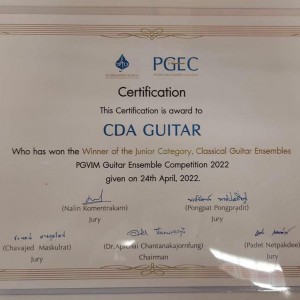 PGEC
Certification
This Certification is award to
CDA GUITAR
Who has won the Winner of the Junior Category, Classical Guitar Ensembles
PGVIM Guitar Ensemble Competition 2022
given on 24th April, 2022.
(Nalin Komentrakarn)
Jury
(Pongpat Pongpradit)
Jury
(Chavajed Maskulrat)
Jury
(Dr.Apradi Chantanakajornfung)
Chairman
(Padet Netpakdee)
Jury